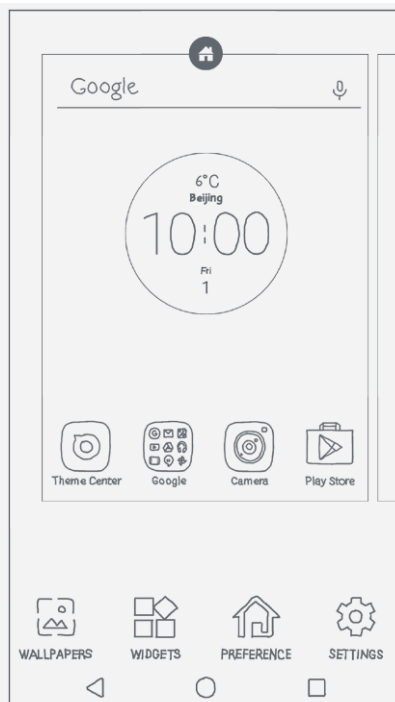 Google
6°C
Beijing
10:00
Fri
1
Theme Center Google Camera Play Store
WALLPAPERS WIDGETS PREFERENCE SETTINGS